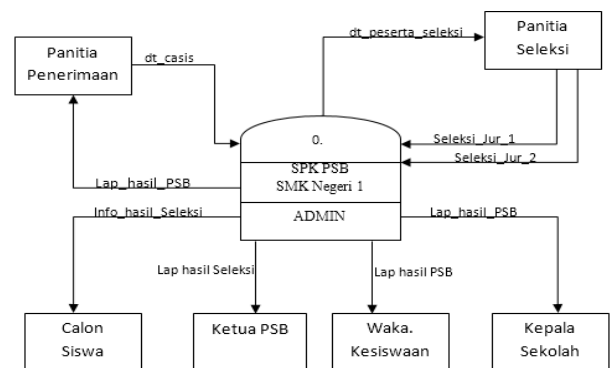 dt_peserta_seleksi
Panitia
Seleksi
Panitia
Penerimaan
dt_casis
0.
Seleksi_Jur_1
Seleksi_Jur_2
SPK PSB
SMK Negeri 1
Lap_hasil_PSB
Info_hasil_Seleksi
ADMIN
Lap_hasil_PSB
Lap hasil Seleksi
Lap hasil PSB
Calon
Siswa
Ketua PSB
Waka.
Kesiswaan
Kepala
Sekolah